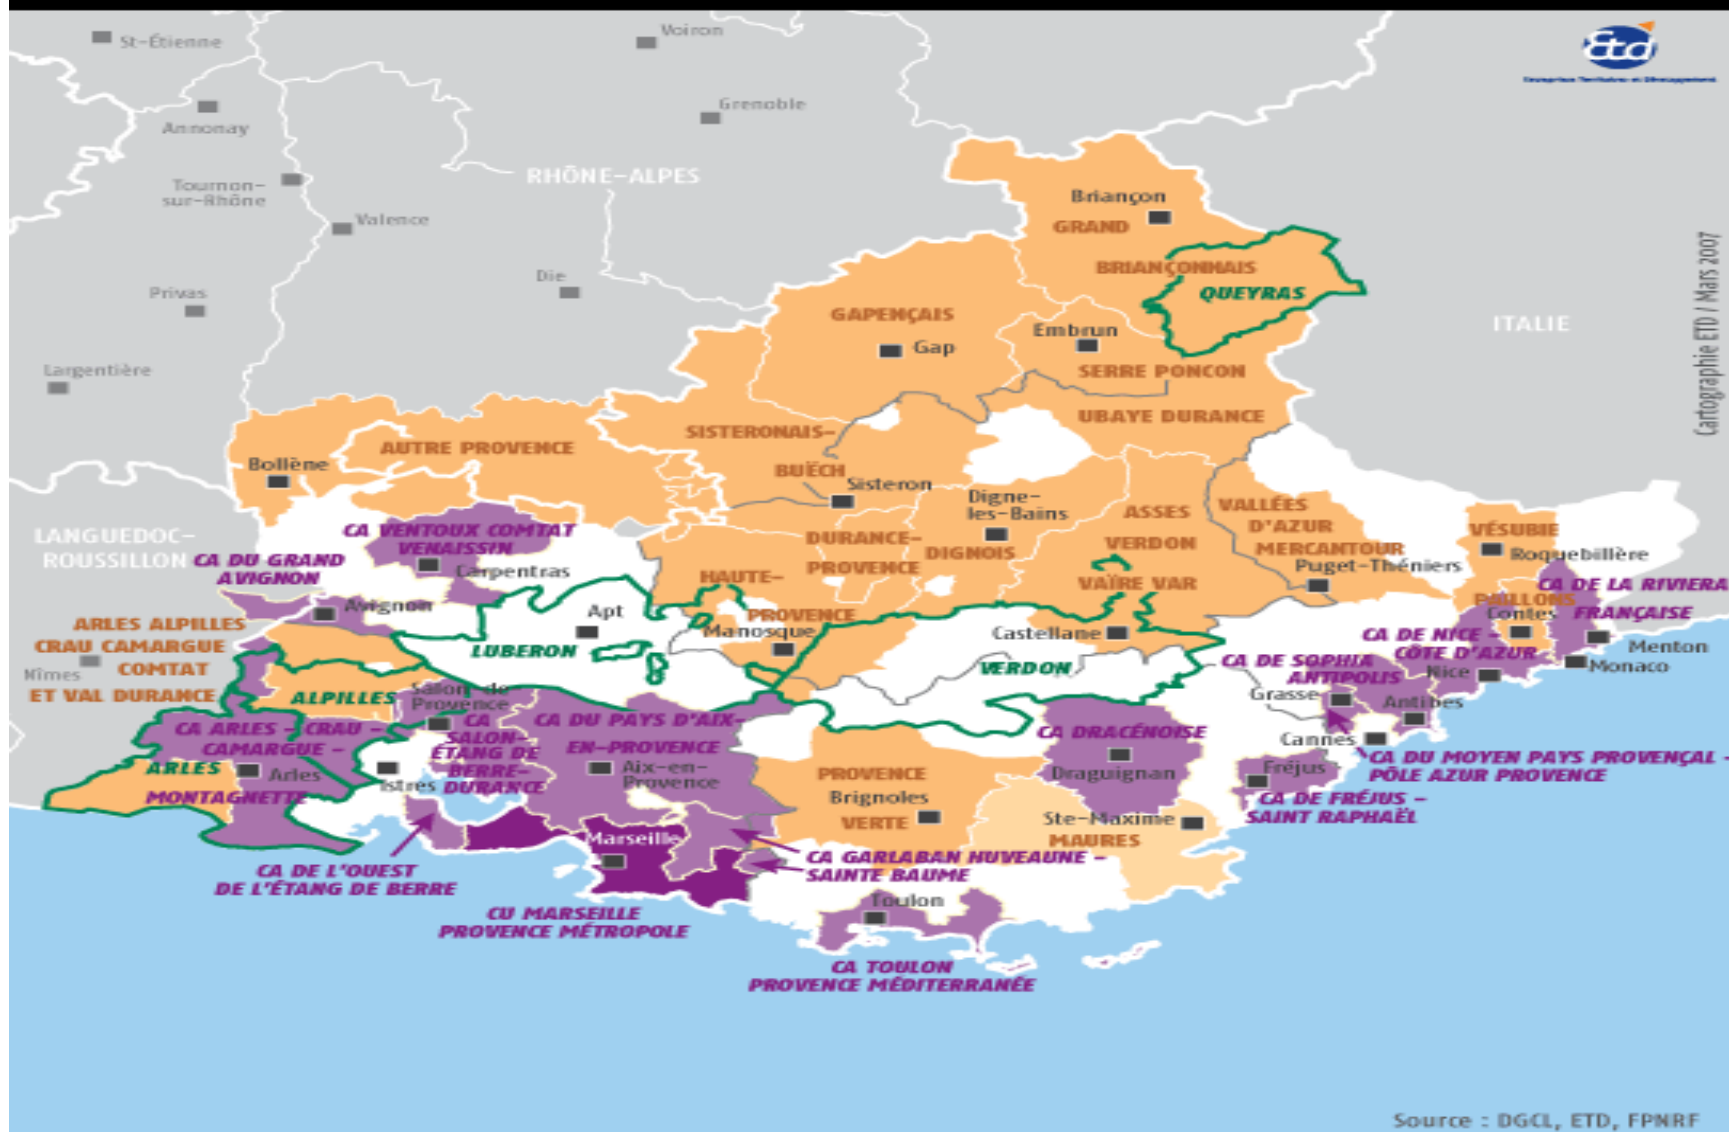 Etd
Entreprises Territoires et Développement
St-Étienne
Voiron
Annonay
Grenoble
Tournon-
sur-Rhône
RHÔNE-ALPES
Valence
Briançon
GRAND
BRIANÇONNAIS
QUEYRAS
Die
Privas
GAPENÇAIS
Gap
Embrun
SERRE PONCON
ITALIE
Cartographie ETD / Mars 2007
Largentière
UBAYE DURANCE
SISTERONAIS-
BUËCH
Sisteron
AUTRE PROVENCE
Bollène
Digne-
les-Bains
ASSES
VERDON
VAÏRE VAR
VALLÉES
D'AZUR
MERCANTOUR
Puget-Théniers
VÉSUBIE
Roquebillère
LANGUEDOC-
ROUSSILLON
CA VENTOUX COMTAT
VENAISSIN
Carpentras
CA DU GRAND
AVIGNON
Avignon
DURANCE-
PROVENCE
DIGNOIS
HAUTE-
PROVENCE
Manosque
CA DE LA RIVIERA
FRANÇAISE
PAILLONS
Contes
Menton
Monaco
CA DE NICE -
CÔTE D'AZUR
Nice
Apt
LUBERON
Castellane
VERDON
CA DE SOPHIA
ANTIPOLIS
Grasse
Antibes
Cannes
ARLES ALPILLES
CRAU CAMARGUE
COMTAT
ET VAL DURANCE
Nîmes
ALPILLES
Salon-de
Provence
CA
SALON-
ÉTANG DE
BERRE-
DURANCE
CA DU PAYS D'AIX-
EN-PROVENCE
Aix-en-
Provence
CA DRACÉNOISE
Draguignan
CA DU MOYEN PAYS PROVENÇAL -
PÔLE AZUR PROVENCE
CA ARLES - CRAU -
CAMARGUE -
MONTAGNETTE
ARLES
Arles
Istres
PROVENCE
VERTE
Brignoles
Fréjus
CA DE FRÉJUS -
SAINT RAPHAËL
Ste-Maxime
MAURES
Marseille
CA GARLABAN HUVEAUNE -
SAINTE BAUME
CA DE L'OUEST
DE L'ÉTANG DE BERRE
CU MARSEILLE
PROVENCE MÉTROPOLE
Toulon
CA TOULON
PROVENCE MÉDITERRANÉE
Source : DGCL, ETD, FPNRF